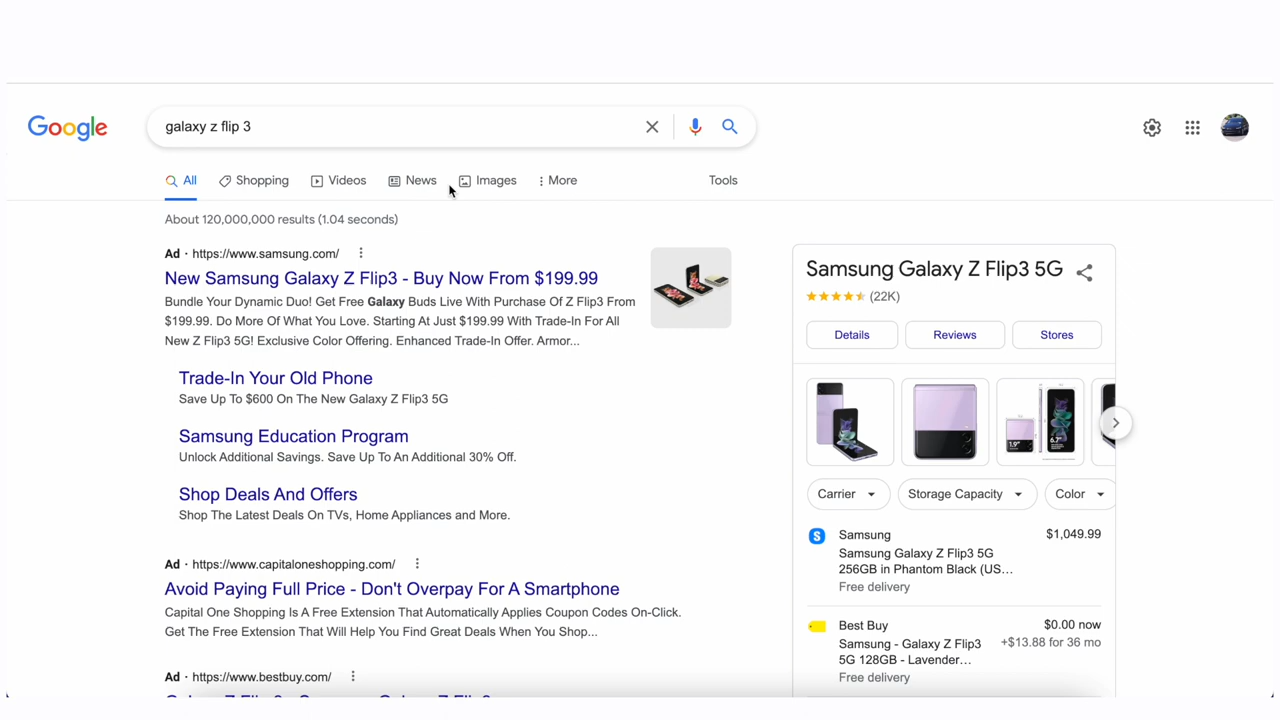 Google
galaxy z flip 3
All
Shopping
Videos
News
Images
More
Tools
About 120,000,000 results (1.04 seconds)
Ad · https://www.samsung.com/
New Samsung Galaxy Z Flip3 - Buy Now From $199.99
Bundle Your Dynamic Duo! Get Free Galaxy Buds Live With Purchase Of Z Flip3 From
$199.99. Do More Of What You Love. Starting At Just $199.99 With Trade-In For All
New Z Flip3 5G! Exclusive Color Offering. Enhanced Trade-In Offer. Armor...
Trade-In Your Old Phone
Save Up To $600 On The New Galaxy Z Flip3 5G
Samsung Education Program
Unlock Additional Savings. Save Up To An Additional 30% Off.
Shop Deals And Offers
Shop The Latest Deals On TVs, Home Appliances and More.
Ad · https://www.capitaloneshopping.com/
Avoid Paying Full Price - Don't Overpay For A Smartphone
Capital One Shopping Is A Free Extension That Automatically Applies Coupon Codes On-Click.
Get The Free Extension That Will Help You Find Great Deals When You Shop...
Ad · https://www.bestbuy.com/
Samsung Galaxy Z Flip3 5G
(22K)
Details
Reviews
Stores
1.9"
6.7"
Carrier
Storage Capacity
Color
S
Samsung
$1,049.99
Samsung Galaxy Z Flip3 5G
256GB in Phantom Black (US...
Free delivery
Best Buy
$0.00 now
Samsung - Galaxy Z Flip3
+$13.88 for 36 mo
5G 128GB - Lavender...
Free delivery